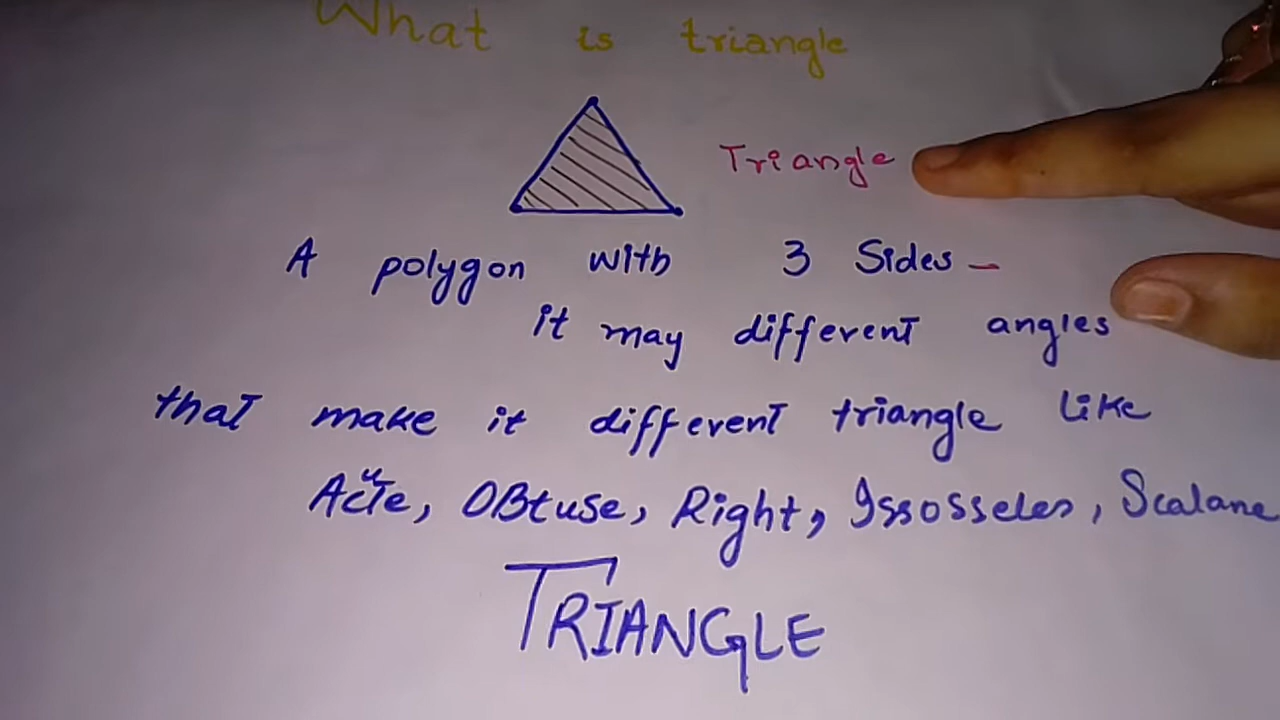 What is triangle
Triangle
A polygon with 3 Sides -
it may different angles
that make it different triangle like
Acute, OBtuse, Right, Issosseles, Scalane
TRIANGLE